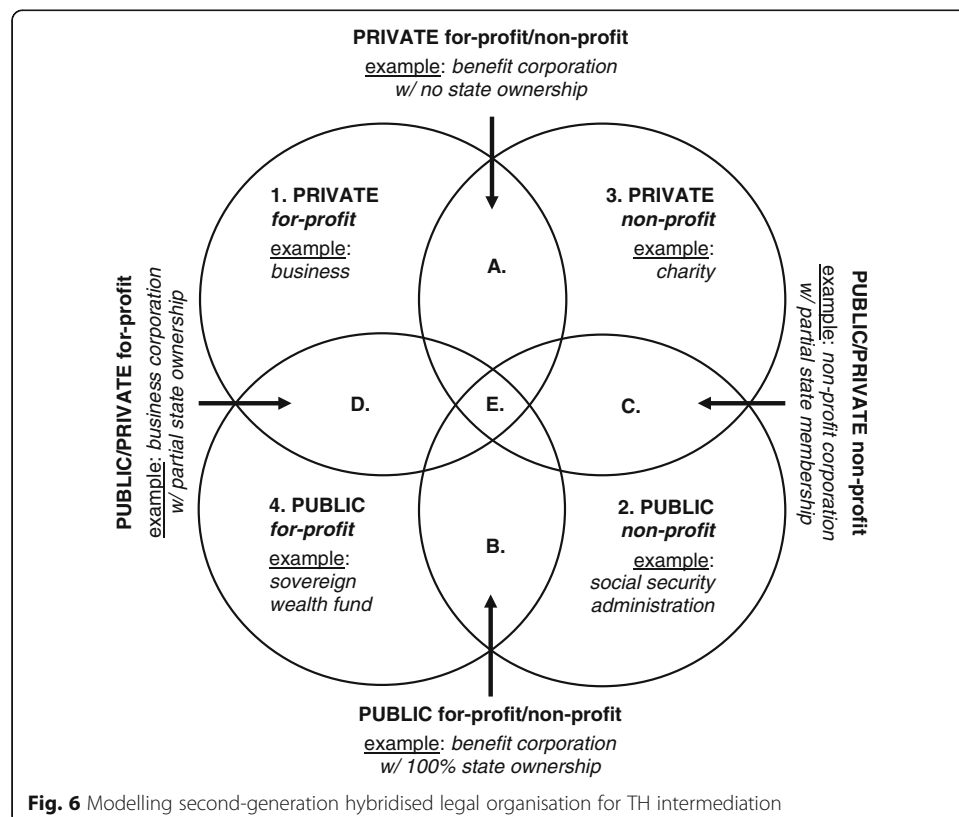 PRIVATE for-profit/non-profit
example: benefit corporation
w/ no state ownership
1. PRIVATE
for-profit
example:
business
3. PRIVATE
non-profit
example:
charity
A.
PUBLIC/PRIVATE for-profit
example: business corporation
w/ partial state ownership
D.
E.
C.
PUBLIC/PRIVATE non-profit
example: non-profit corporation
w/ partial state membership
4. PUBLIC
for-profit
example:
sovereign
wealth fund
B.
2. PUBLIC
non-profit
example:
social security
administration
PUBLIC for-profit/non-profit
example: benefit corporation
w/ 100% state ownership
Fig. 6 Modelling second-generation hybridised legal organisation for TH intermediation